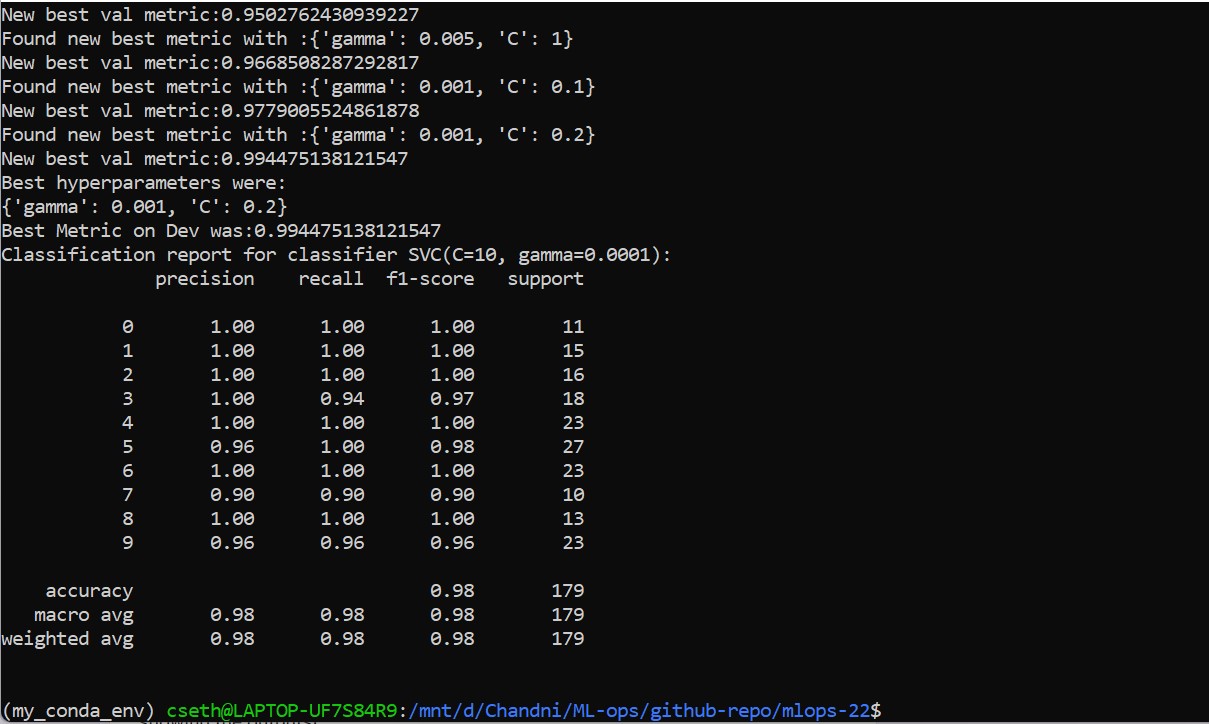 New best val metric:0.9502762430939227
Found new best metric with :{'gamma': 0.005, 'C': 1}
New best val metric:0.9668508287292817
Found new best metric with :{'gamma': 0.001, 'C': 0.1}
New best val metric:0.9779005524861878
Found new best metric with :{'gamma': 0.001, 'C': 0.2}
New best val metric:0.994475138121547
Best hyperparameters were:
{'gamma': 0.001, 'C': 0.2}
Best Metric on Dev was:0.994475138121547
Classification report for classifier SVC(C=10, gamma=0.0001):
precision recall f1-score support
0 1.00 1.00 1.00 11
1 1.00 1.00 1.00 15
2 1.00 1.00 1.00 16
3 1.00 0.94 0.97 18
4 1.00 1.00 1.00 23
5 0.96 1.00 0.98 27
6 1.00 1.00 1.00 23
7 0.90 0.90 0.90 10
8 1.00 1.00 1.00 13
9 0.96 0.96 0.96 23
accuracy 0.98 179
macro avg 0.98 0.98 0.98 179
weighted avg 0.98 0.98 0.98 179
(my_conda_env) cseth@LAPTOP-UF7S84R9:/mnt/d/Chandni/ML-ops/github-repo/mlops-22$